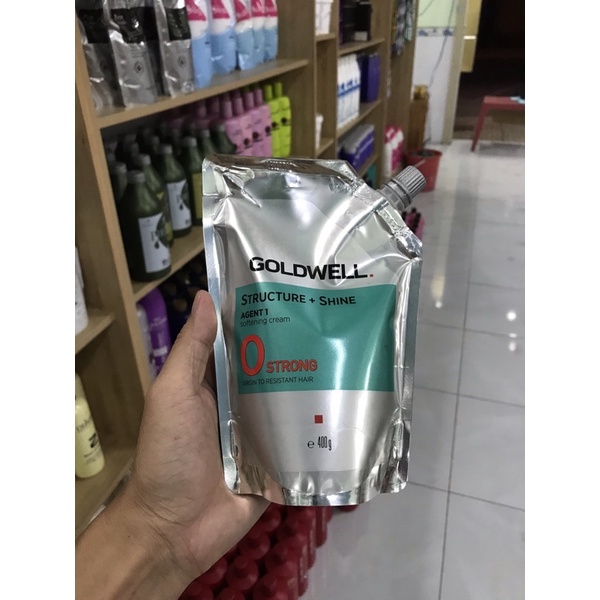 GOLDWELL.
STRUCTURE + SHINE
AGENT 1
softening cream
0 STRONG
VIRGIN TO RESISTANT HAIR
e 400g